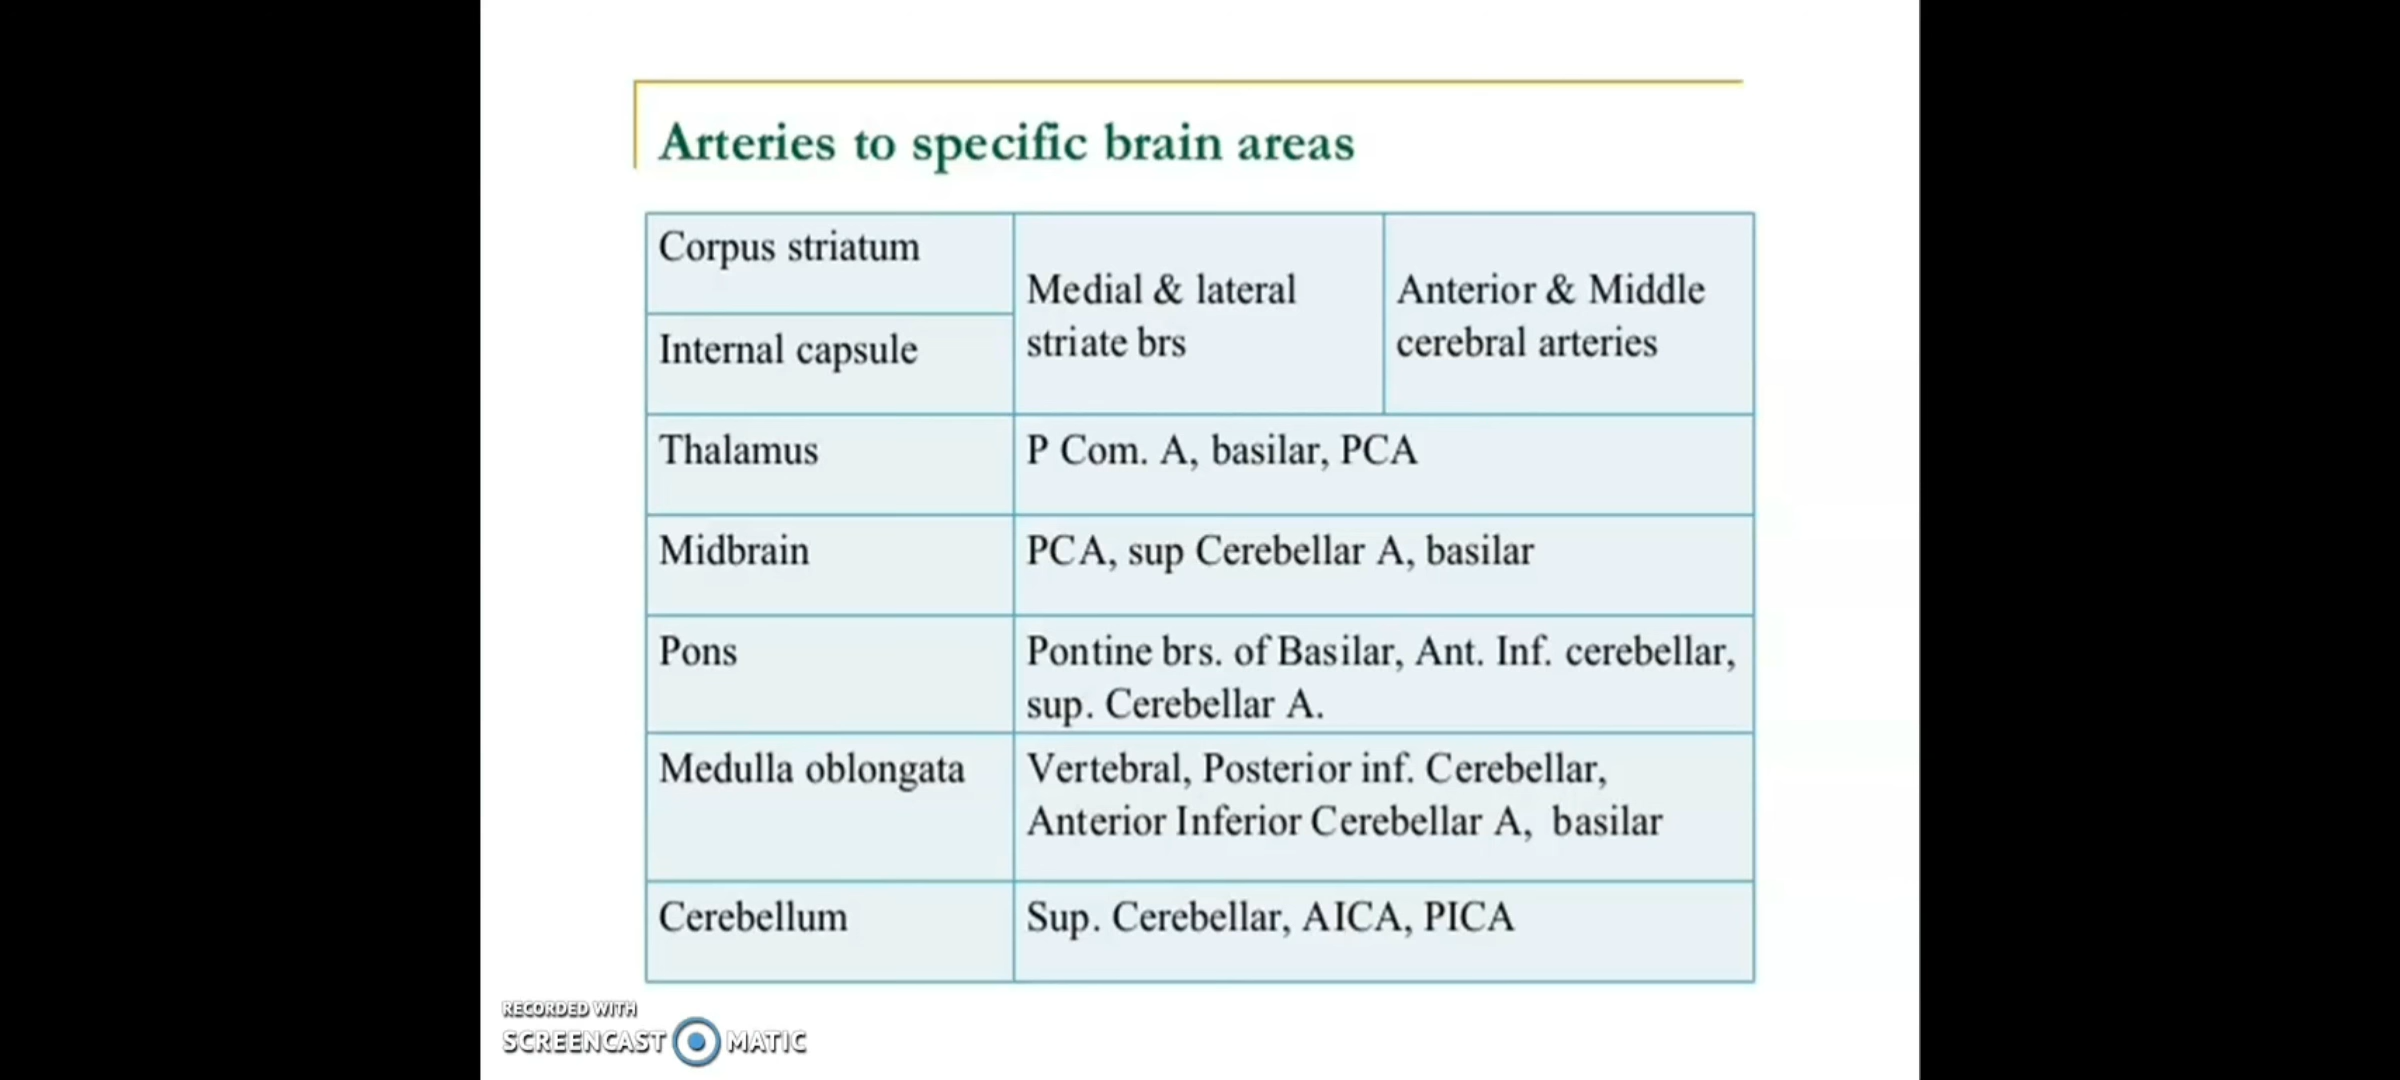 Arteries to specific brain areas
Corpus striatum
Medial & lateral
striate brs
Anterior & Middle
cerebral arteries
Internal capsule
Thalamus
P Com. A, basilar, PCA
Midbrain
PCA, sup Cerebellar A, basilar
Pons
Pontine brs. of Basilar, Ant. Inf. cerebellar,
sup. Cerebellar A.
Medulla oblongata
Vertebral, Posterior inf. Cerebellar,
Anterior Inferior Cerebellar A, basilar
Cerebellum
Sup. Cerebellar, AICA, PICA
RECORDED WITH
SCREENCAST MATIC